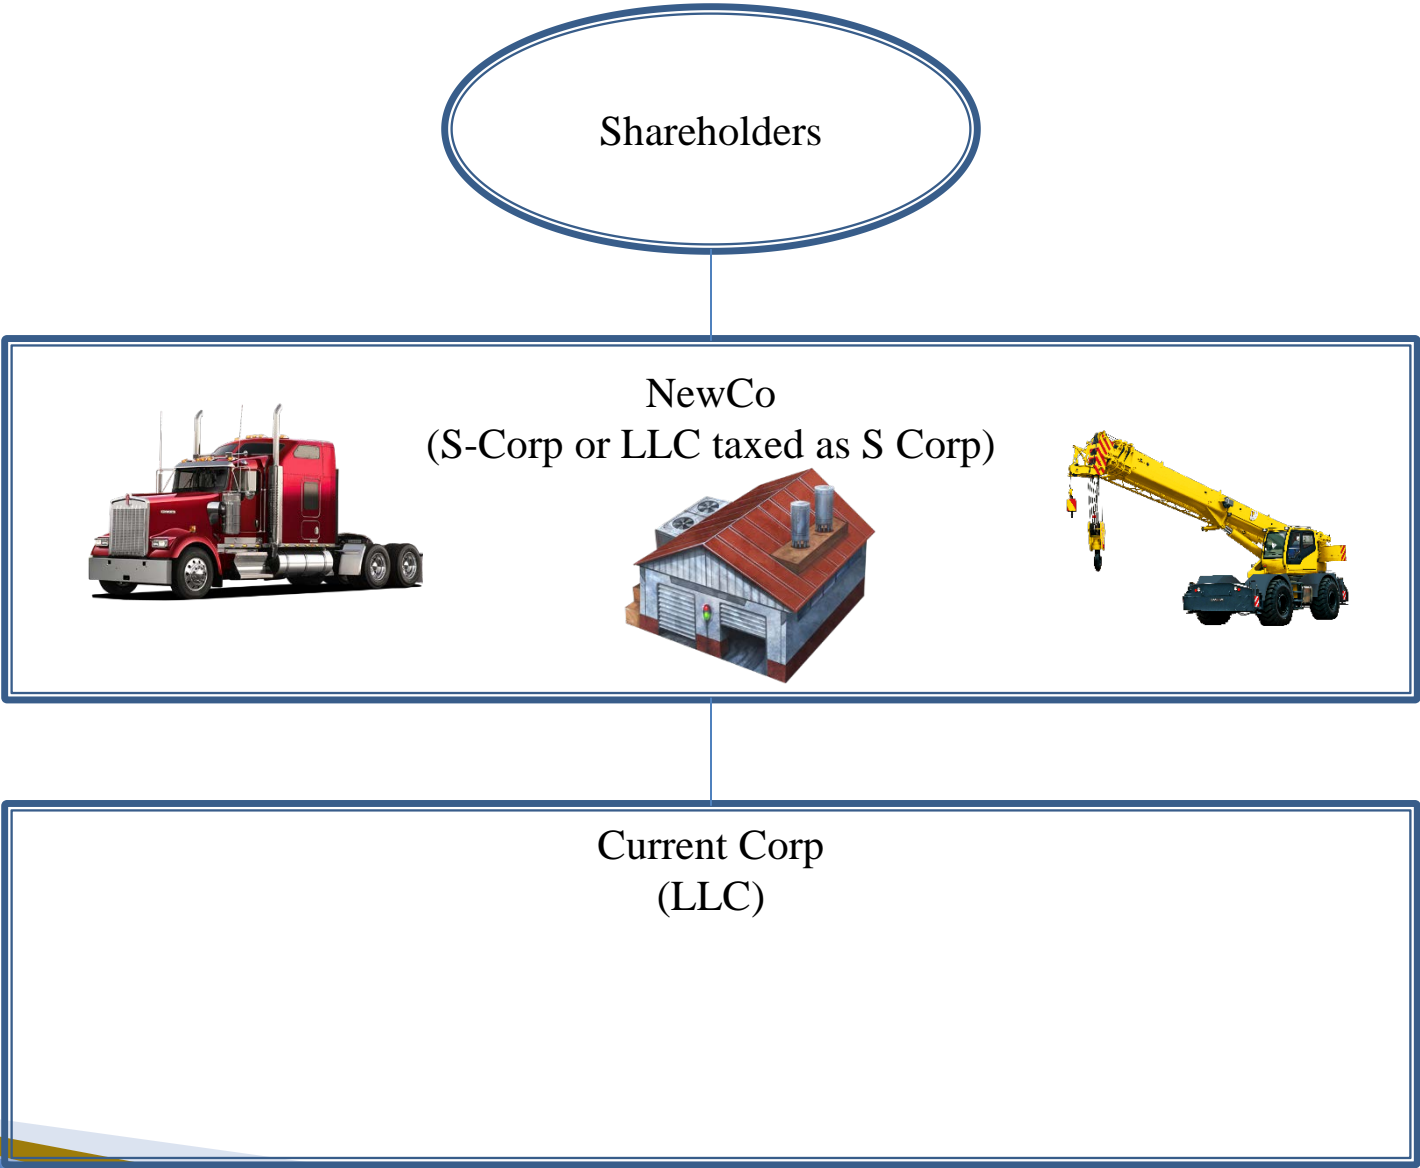 Shareholders
NewCo
(S-Corp or LLC taxed as S Corp)
Current Corp
(LLC)